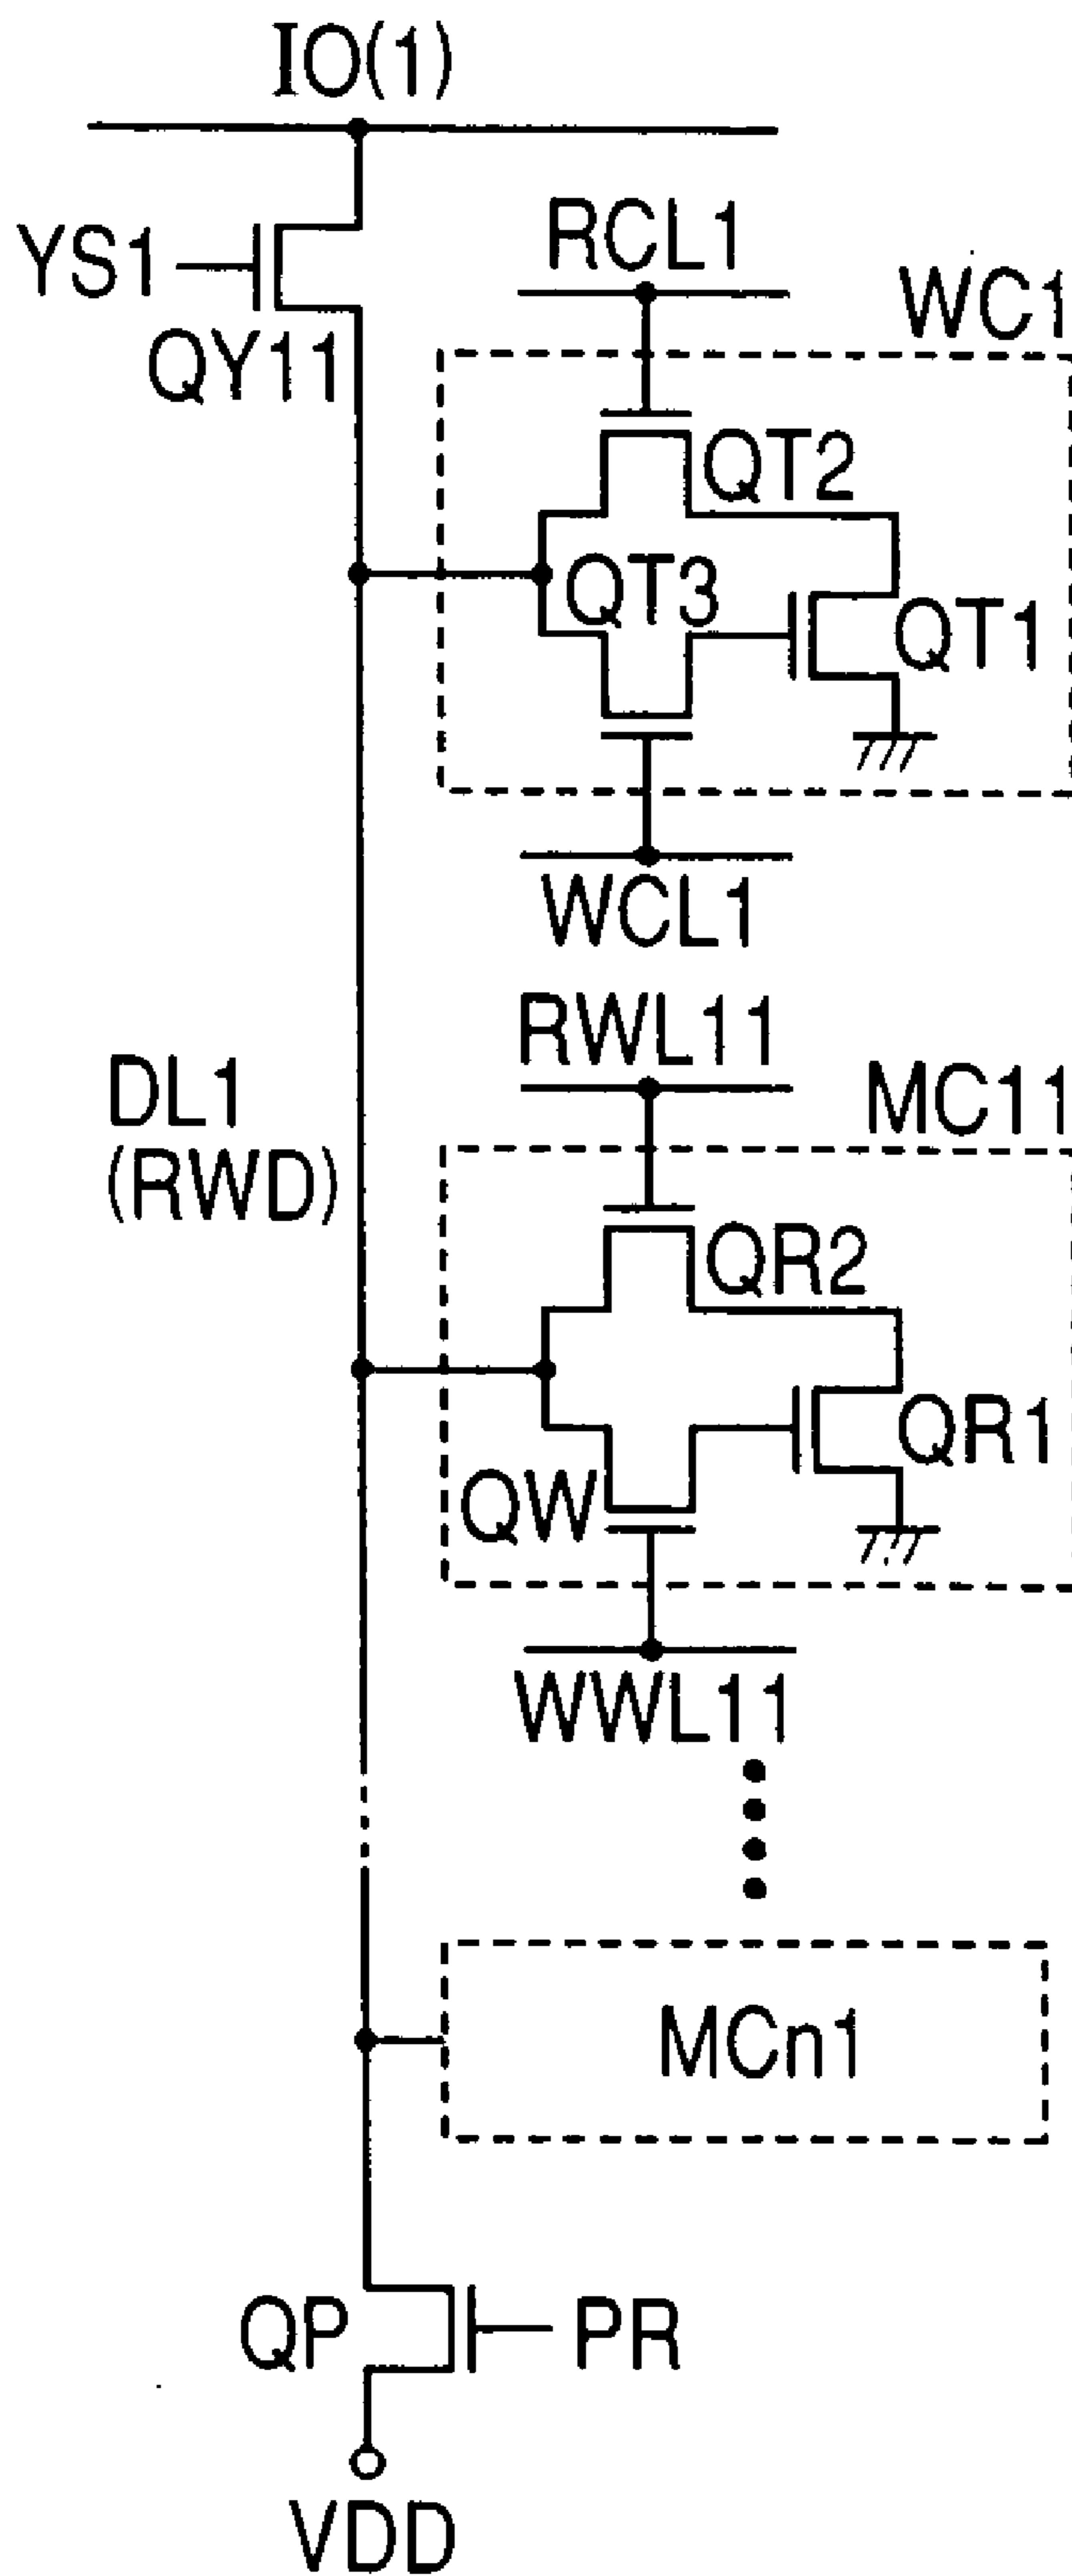 IO(1)
YS1
QY11
RCL1
WC1
QT2
QT3
QT1
WCL1
RWL11
DL1
(RWD)
MC11
QR2
QR1
QW
WWL11
MCn1
QP
PR
VDD